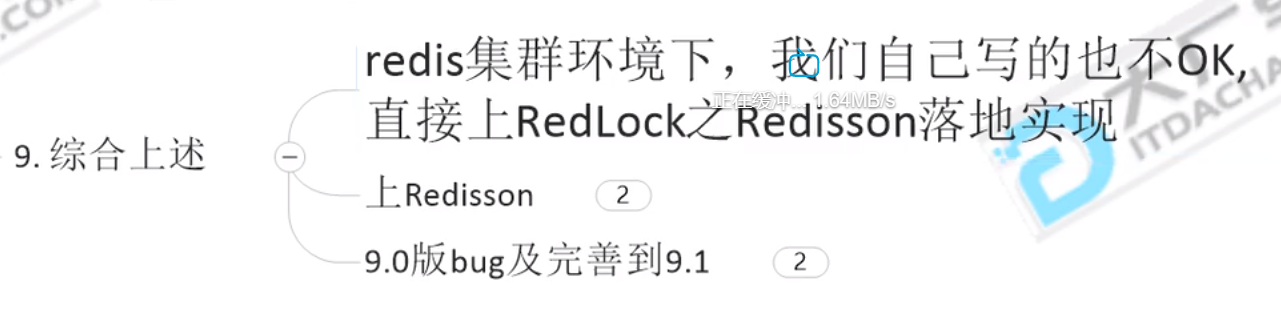 .COM
redis集群环境下，我们自己写的也不OK,
正在缓冲... 1.64MB/s
直接上RedLock之Redisson落地实现
9. 综合上述
上Redisson
2
9.0版bug及完善到9.1
2
大厂
ITDACHA